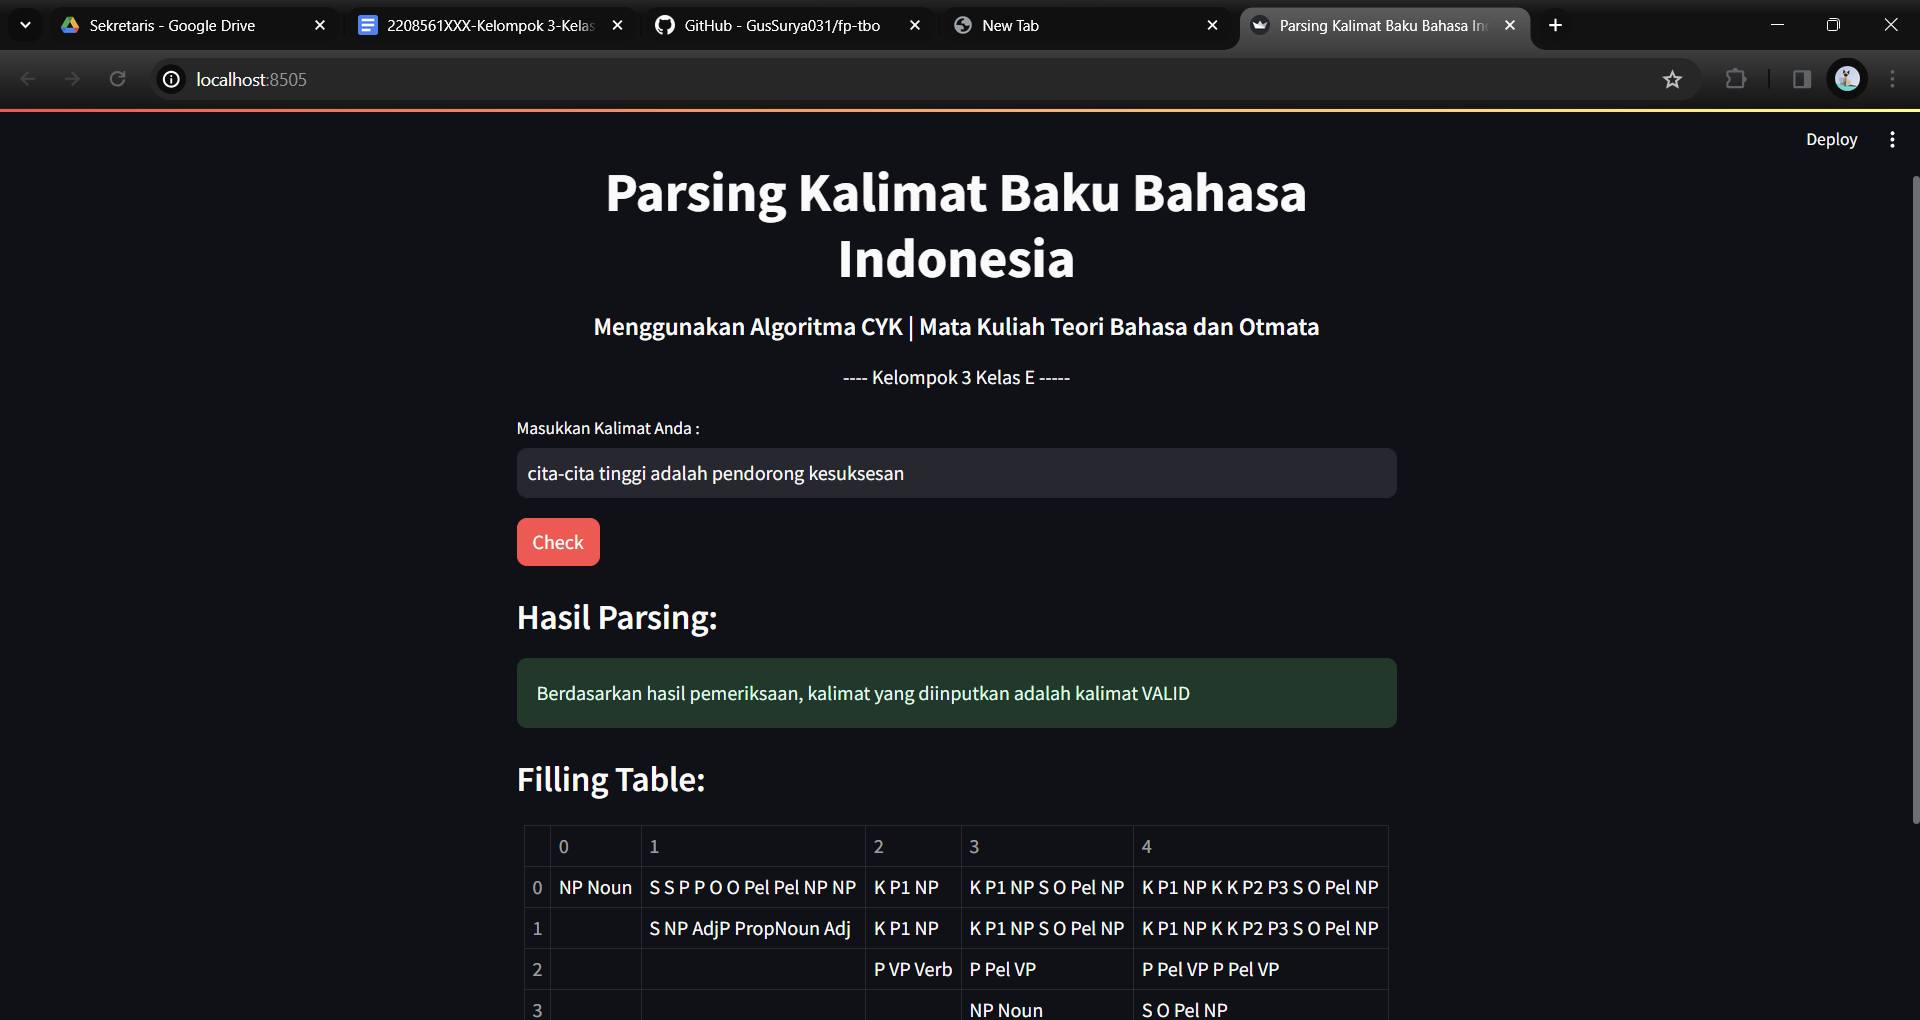 Sekretaris - Google Drive
2208561XXX-Kelompok 3-Kelas
GitHub - GusSurya031/fp-tbo
New Tab
Parsing Kalimat Baku Bahasa In
localhost:8505
Deploy
Parsing Kalimat Baku Bahasa
Indonesia
Menggunakan Algoritma CYK | Mata Kuliah Teori Bahasa dan Otmata
---- Kelompok 3 Kelas E -----
Masukkan Kalimat Anda :
cita-cita tinggi adalah pendorong kesuksesan
Check
Hasil Parsing:
Berdasarkan hasil pemeriksaan, kalimat yang diinputkan adalah kalimat VALID
Filling Table:
0 1 2 3 4
0 NP Noun S S P P O O Pel Pel NP NP K P1 NP K P1 NP S O Pel NP K P1 NP K K P2 P3 S O Pel NP
1 S NP AdjP PropNoun Adj K P1 NP K P1 NP S O Pel NP K P1 NP K K P2 P3 S O Pel NP
2 P VP Verb P Pel VP P Pel VP P Pel VP
3 NP Noun S O Pel NP